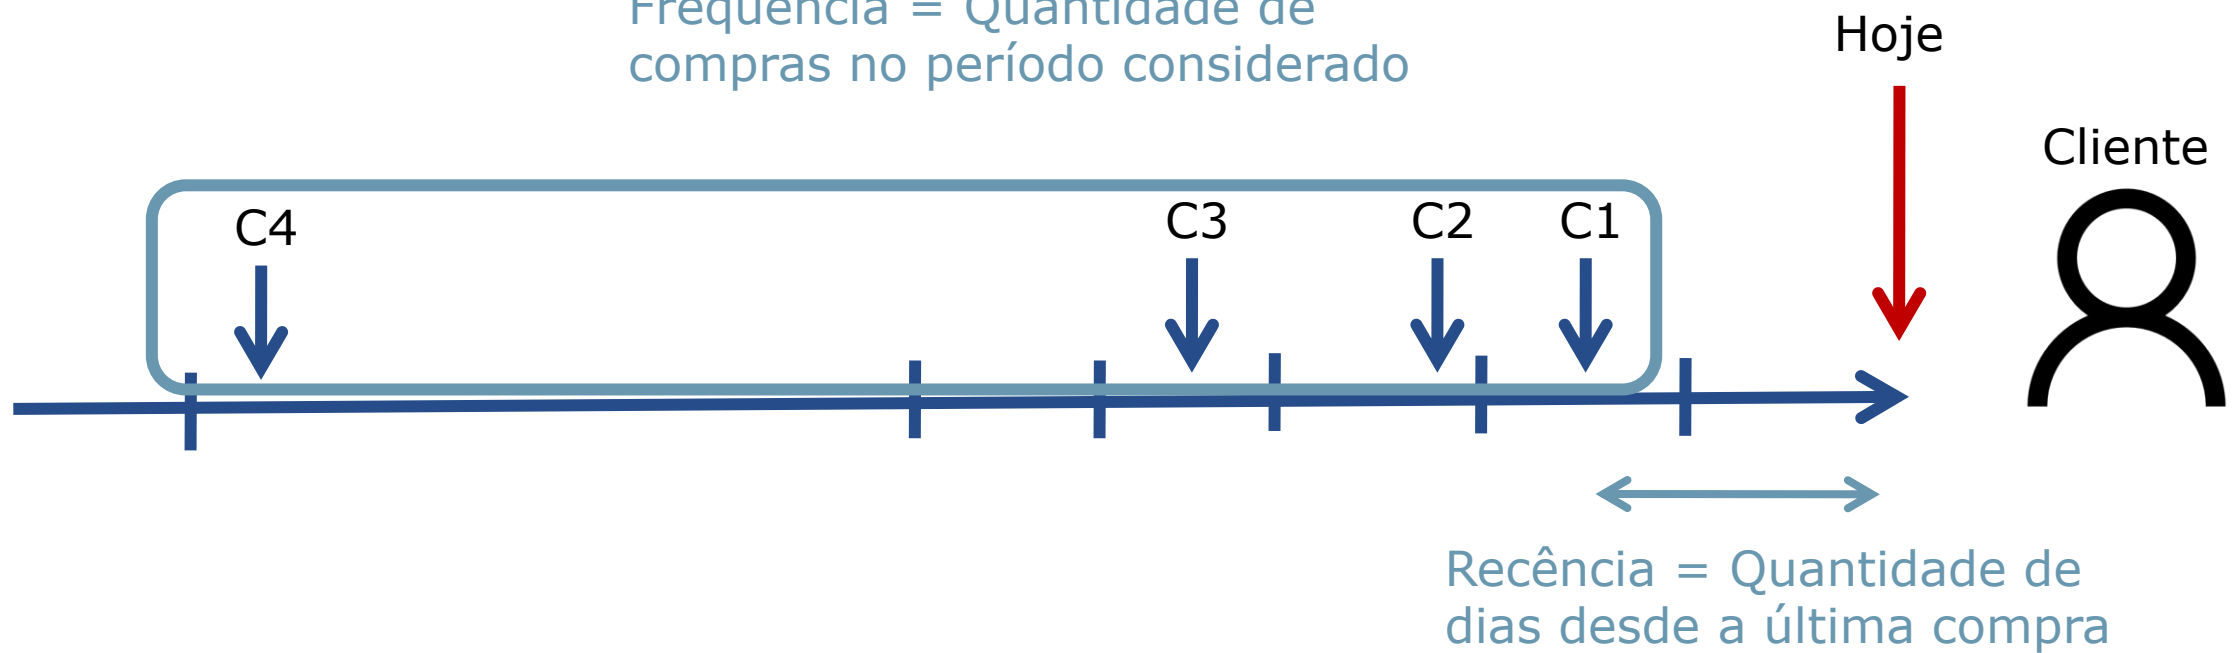 Frequência = Quantidade de
compras no período considerado
Hoje
Cliente
C4
C3
C2
C1
Recência = Quantidade de
dias desde a última compra